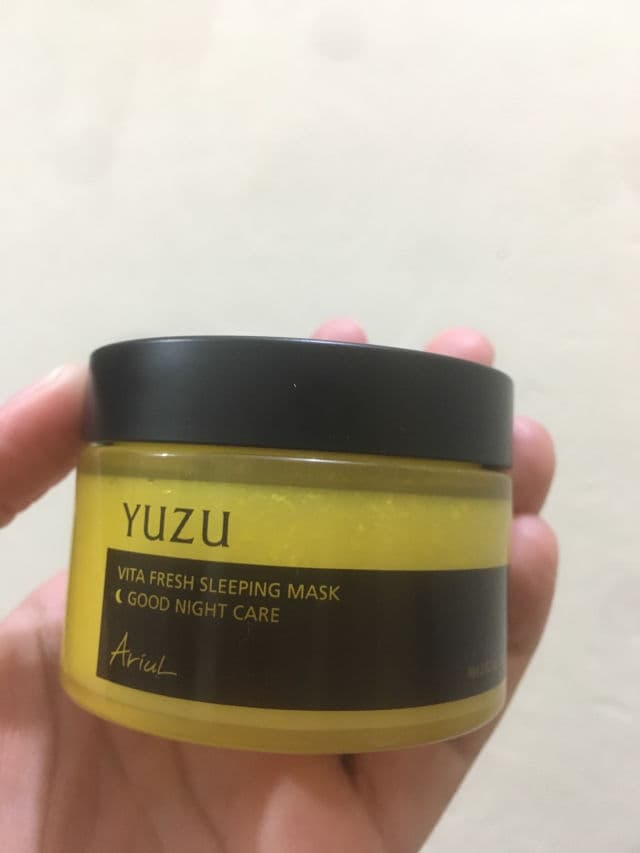 YUZU
VITA FRESH SLEEPING MASK
GOOD NIGHT CARE
Ariul